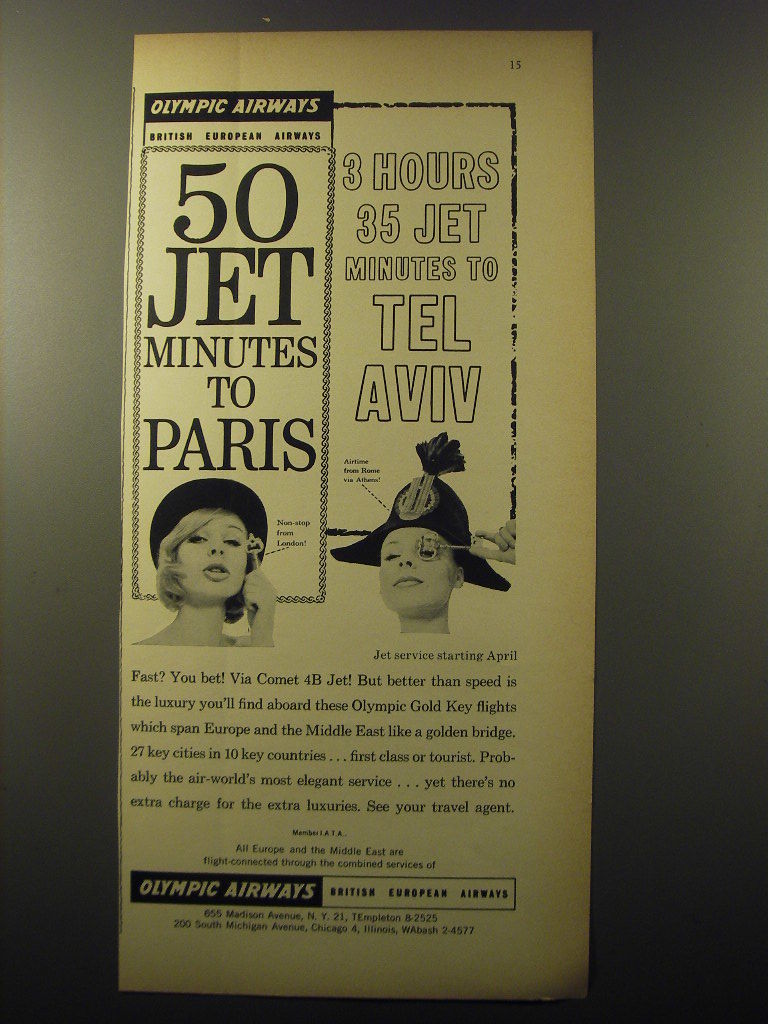 15
OLYMPIC AIRWAYS
BRITISH EUROPEAN AIRWAYS
50
JET
MINUTES
TO
PARIS
3 HOURS
35 JET
MINUTES TO
TEL
AVIV
Airtime
from Rome
via Athens!
Non-stop
from
London!
Jet service starting April
Fast? You bet! Via Comet 4B Jet! But better than speed is
the luxury you'll find aboard these Olympic Gold Key flights
which span Europe and the Middle East like a golden bridge.
27 key cities in 10 key countries . . . first class or tourist. Prob-
ably the air-world's most elegant service . . . yet there's no
extra charge for the extra luxuries. See your travel agent.
Member I.A.T.A..
All Europe and the Middle East are
flight-connected through the combined services of
OLYMPIC AIRWAYS BRITISH EUROPEAN AIRWAYS
655 Madison Avenue, N. Y. 21, TEmpleton 8-2525
200 South Michigan Avenue, Chicago 4, Illinois, WAbash 2-4577